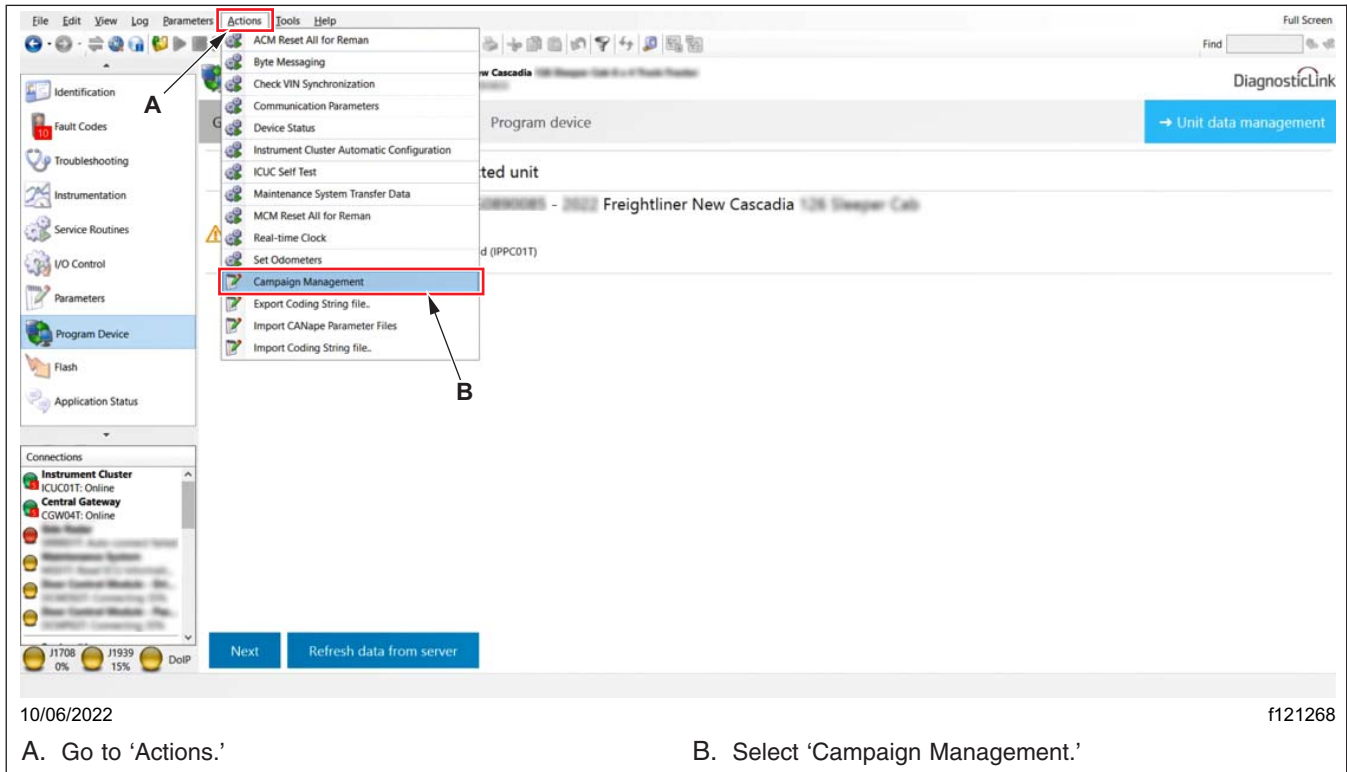 File Edit View Log Parameters Actions Tools Help
Full Screen
Find
ACM Reset All for Reman
Byte Messaging
Check VIN Synchronization
Communication Parameters
Device Status
Instrument Cluster Automatic Configuration
ICUC Self Test
Maintenance System Transfer Data
MCM Reset All for Reman
Real-time Clock
Set Odometers
Campaign Management
Export Coding String file..
Import CANape Parameter Files
Import Coding String file..
A
B
w Cascadia
DiagnosticLink
G
Program device
→ Unit data management
ted unit
- 2022 Freightliner New Cascadia 126 Sleeper Cab
d (IPPC01T)
Identification
10
Fault Codes
Troubleshooting
Instrumentation
Service Routines
I/O Control
Parameters
Program Device
Flash
Application Status
Connections
Instrument Cluster
ICUC01T: Online
Central Gateway
CGW04T: Online
J1708
0%
J1939
15%
DoIP
Next
Refresh data from server
10/06/2022
f121268
A. Go to ‘Actions.’
B. Select ‘Campaign Management.’